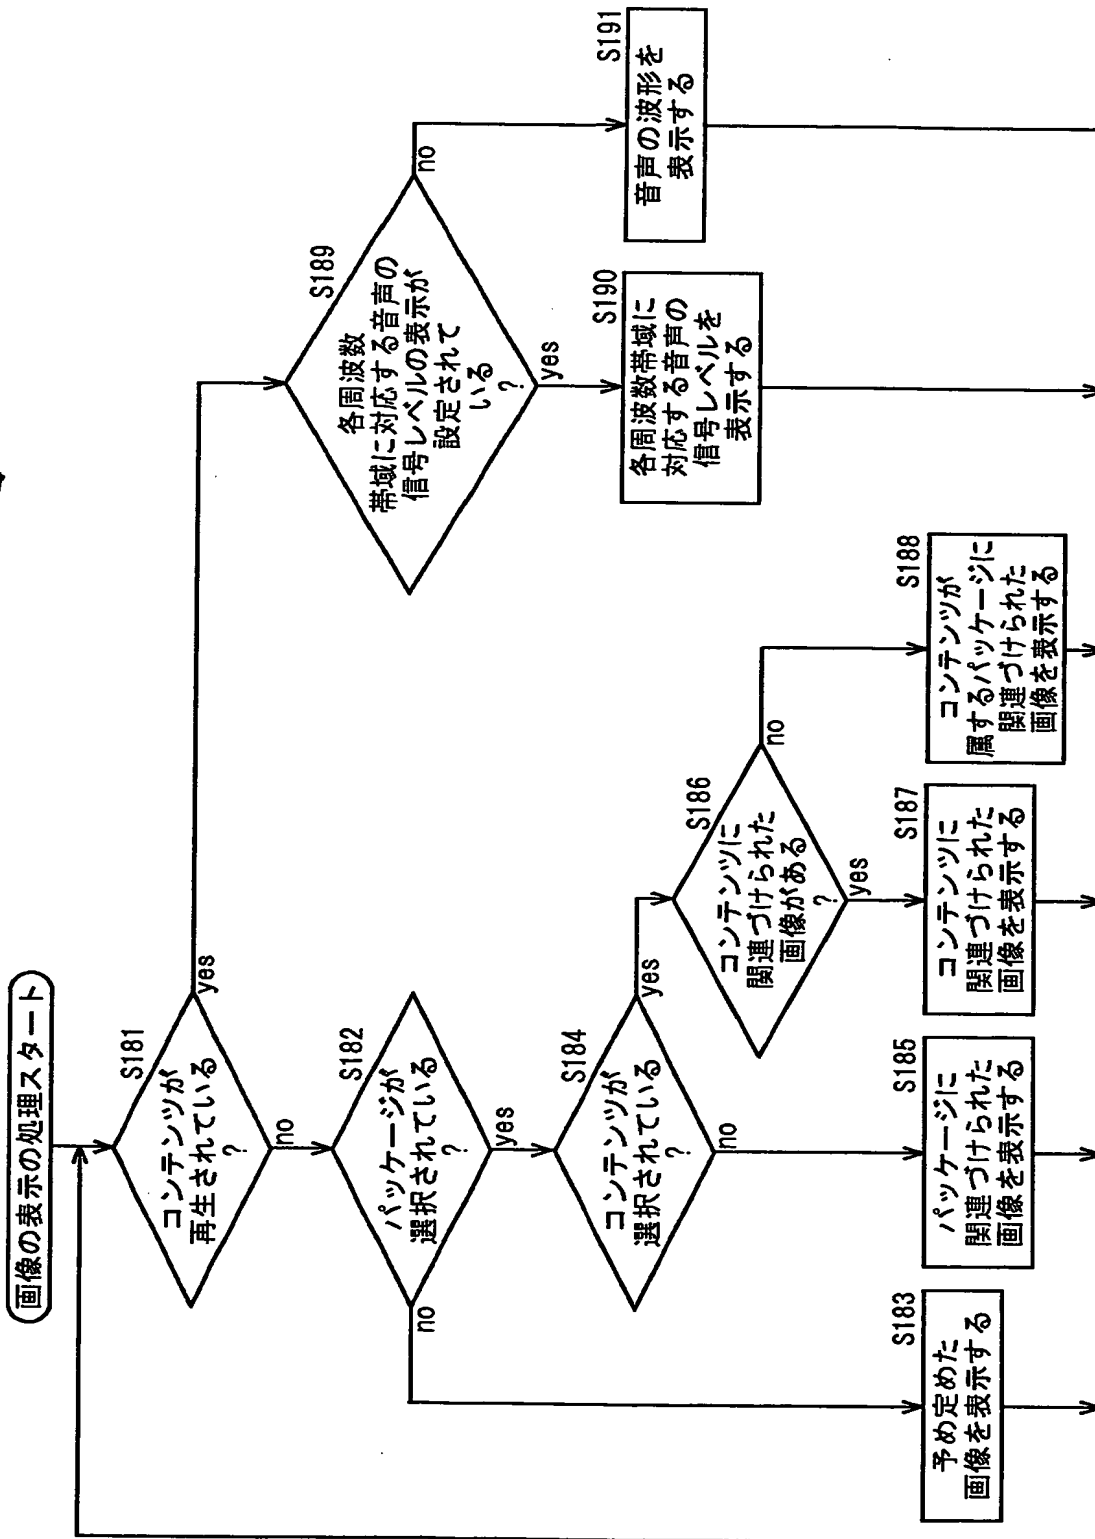 画像の表示の処理スタート
S181
コンテンツが
再生されている
?
yes
no
S182
パッケージが
選択されている
?
yes
no
S184
コンテンツが
選択されている
?
yes
no
S186
コンテンツに
関連づけられた
画像がある
?
yes
no
S189
各周波数
帯域に対応する音声の
信号レベルの表示が
設定されて
いる
?
yes
no
S183
予め定めた
画像を表示する
S185
パッケージに
関連づけられた
画像を表示する
S187
コンテンツに
関連づけられた
画像を表示する
S188
コンテンツが
属するパッケージに
関連づけられた
画像を表示する
S190
各周波数帯域に
対応する音声の
信号レベルを
表示する
S191
音声の波形を
表示する